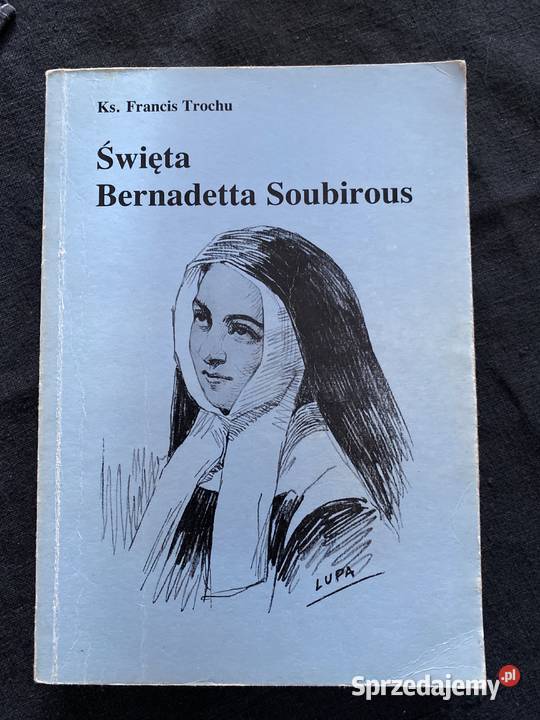 Ks. Francis Trochu
Święta
Bernadetta Soubirous
LUPA
Sprzedajemy.pl